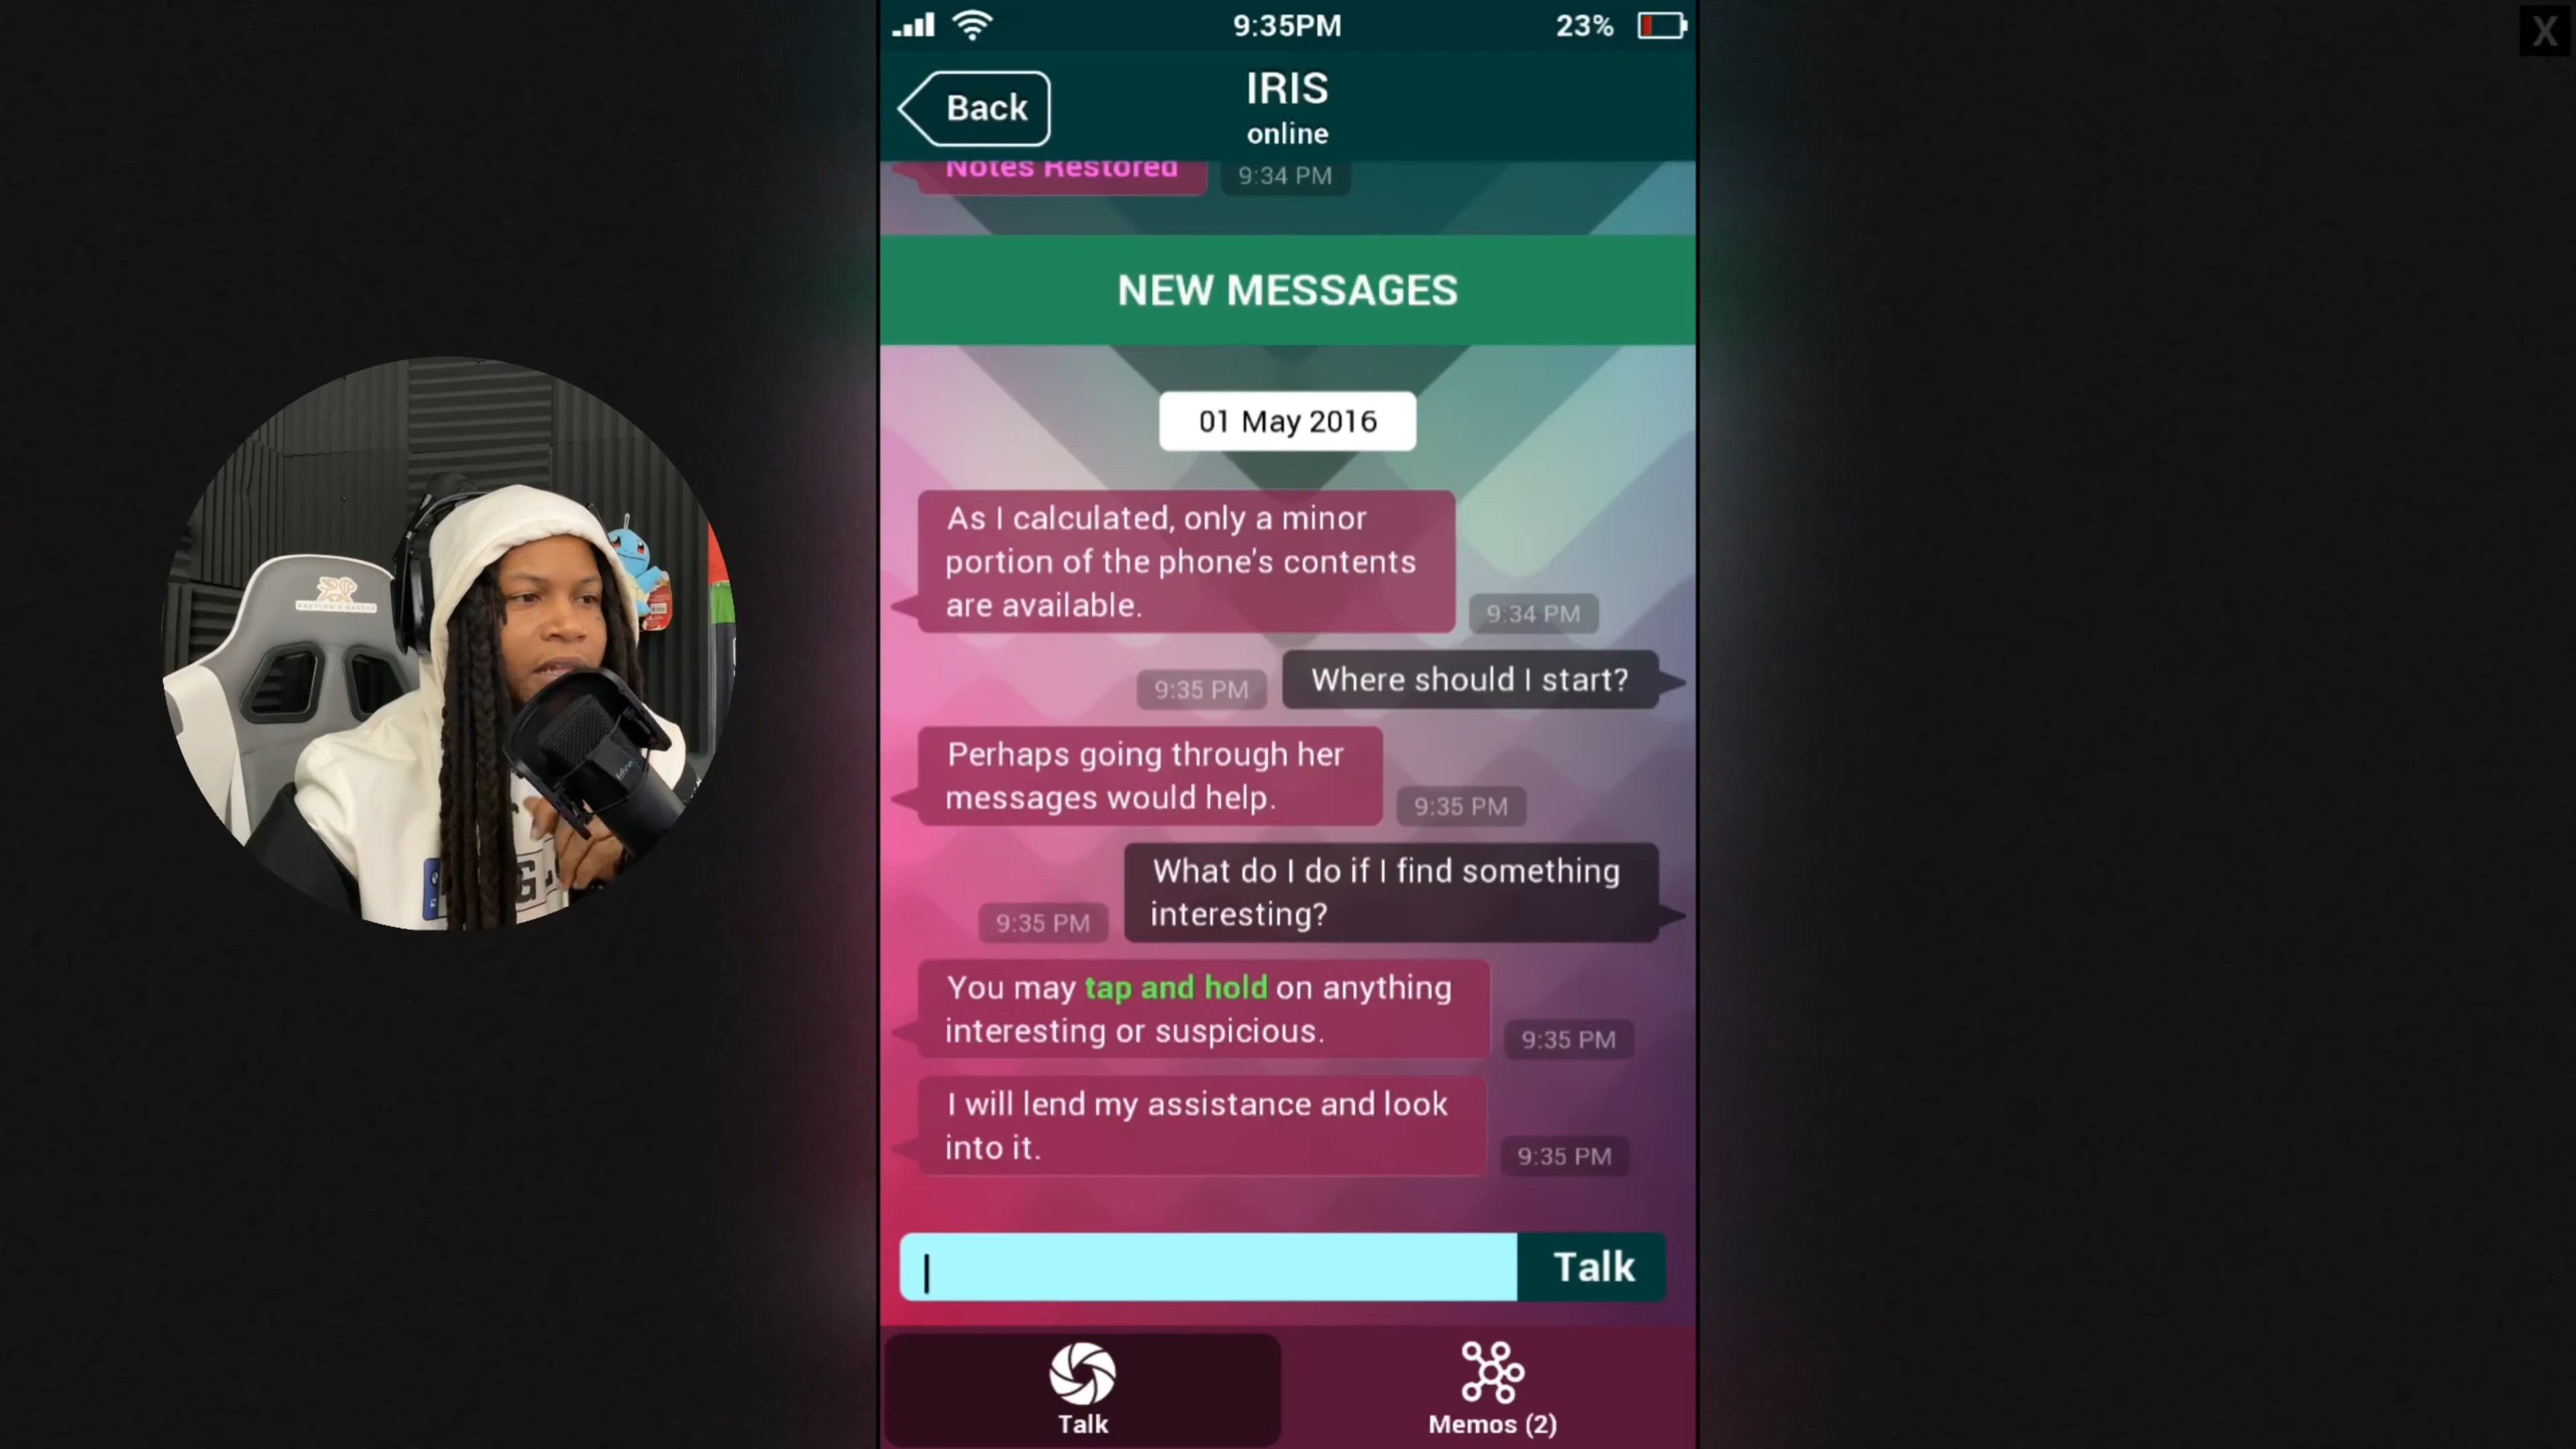 9:35PM
23%
X
Back
IRIS
online
Notes Restored
9:34 PM
NEW MESSAGES
01 May 2016
As I calculated, only a minor
portion of the phone's contents
are available.
9:34 PM
Where should I start?
9:35 PM
Perhaps going through her
messages would help.
9:35 PM
What do I do if I find something
interesting?
9:35 PM
You may tap and hold on anything
interesting or suspicious.
9:35 PM
I will lend my assistance and look
into it.
9:35 PM
Talk
Talk
Memos (2)